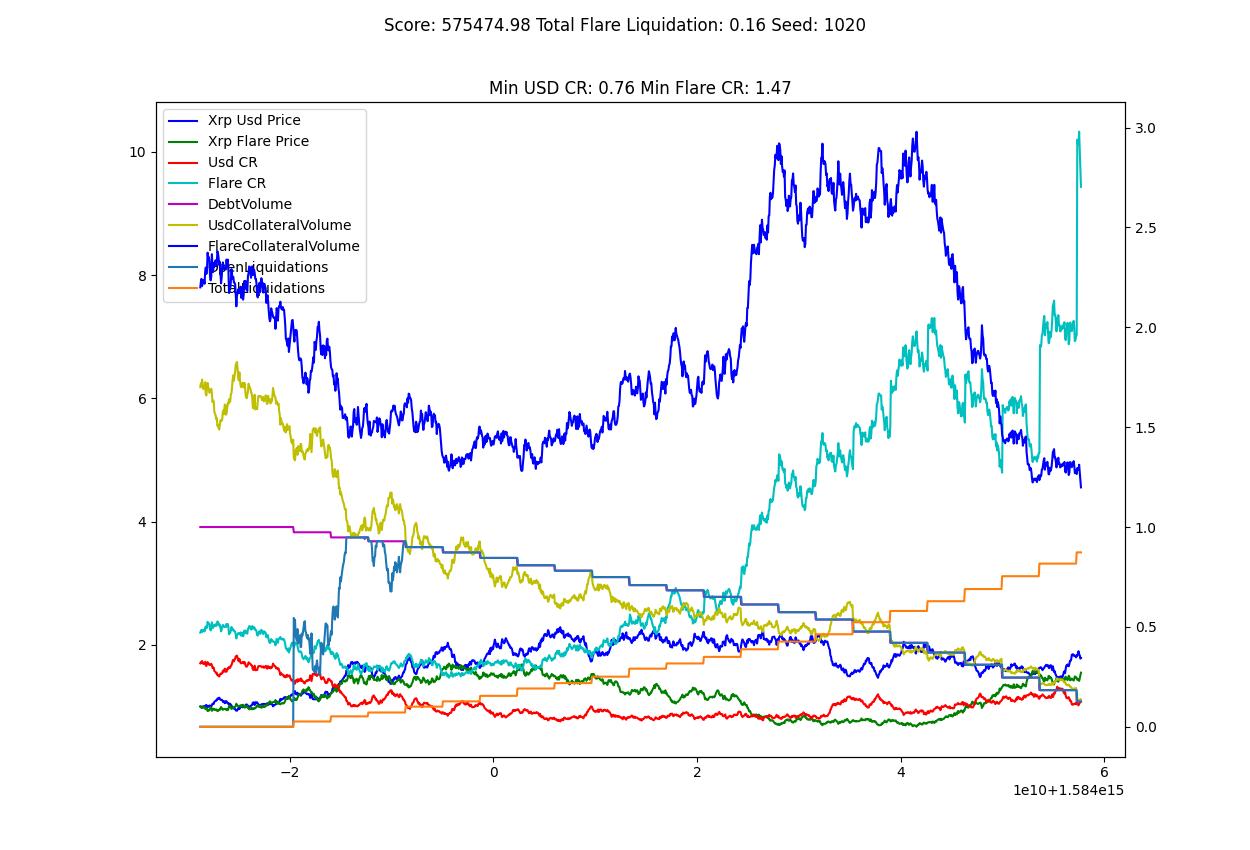 Score: 575474.98 Total Flare Liquidation: 0.16 Seed: 1020
Min USD CR: 0.76 Min Flare CR: 1.47
Xrp Usd Price
Xrp Flare Price
Usd CR
Flare CR
DebtVolume
UsdCollateralVolume
FlareCollateralVolume
OpenLiquidations
TotalLiquidations
10
8
6
4
2
3.0
2.5
2.0
1.5
1.0
0.5
0.0
−2
0
2
4
6
1e10+1.584e15